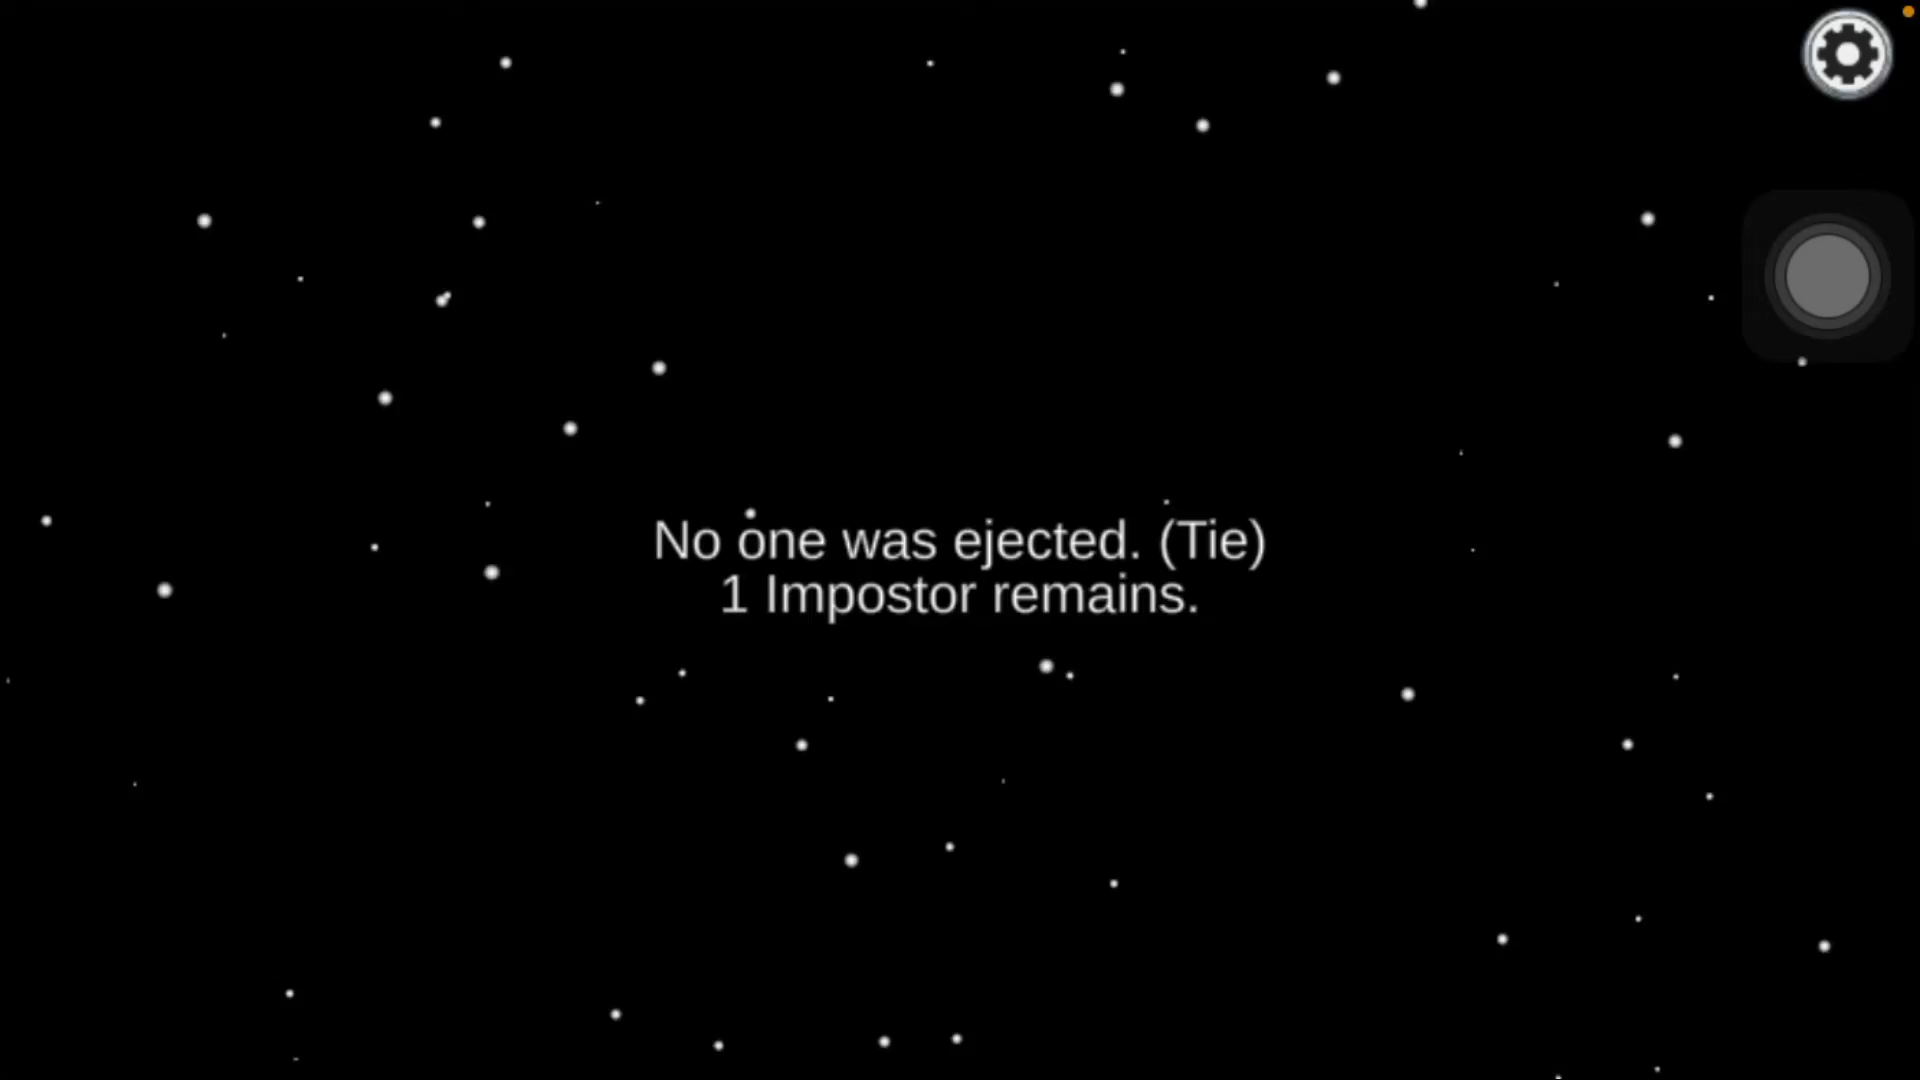 No one was ejected. (Tie)
1 Impostor remains.